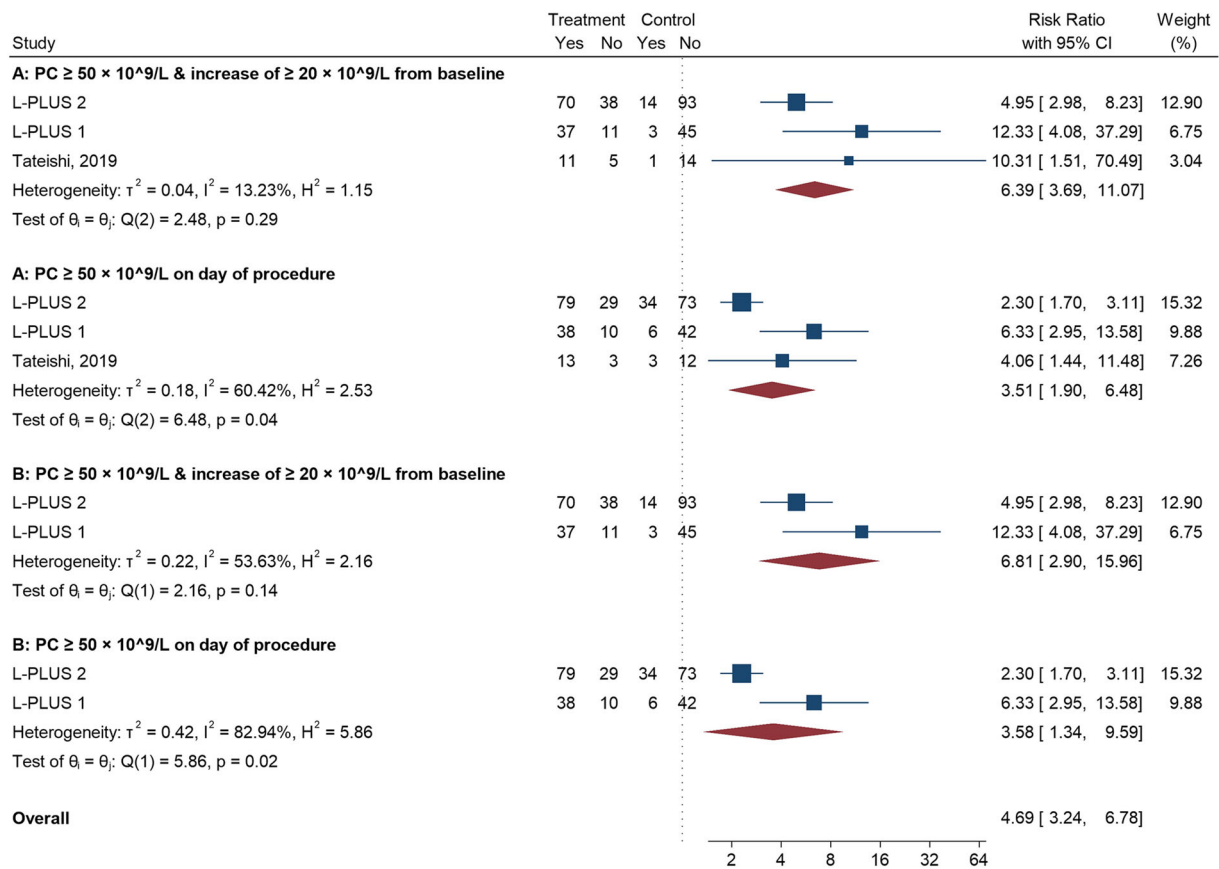 Treatment Control Risk Ratio Weight
Study Yes No Yes No with 95% CI (%)
A: PC ≥ 50 × 10^9/L & increase of ≥ 20 × 10^9/L from baseline
L-PLUS 2 70 38 14 93 4.95 [ 2.98, 8.23] 12.90
L-PLUS 1 37 11 3 45 12.33 [ 4.08, 37.29] 6.75
Tateishi, 2019 11 5 1 14 10.31 [ 1.51, 70.49] 3.04
Heterogeneity: τ² = 0.04, I² = 13.23%, H² = 1.15 6.39 [ 3.69, 11.07]
Test of θᵢ = θⱼ: Q(2) = 2.48, p = 0.29
A: PC ≥ 50 × 10^9/L on day of procedure
L-PLUS 2 79 29 34 73 2.30 [ 1.70, 3.11] 15.32
L-PLUS 1 38 10 6 42 6.33 [ 2.95, 13.58] 9.88
Tateishi, 2019 13 3 3 12 4.06 [ 1.44, 11.48] 7.26
Heterogeneity: τ² = 0.18, I² = 60.42%, H² = 2.53 3.51 [ 1.90, 6.48]
Test of θᵢ = θⱼ: Q(2) = 6.48, p = 0.04
B: PC ≥ 50 × 10^9/L & increase of ≥ 20 × 10^9/L from baseline
L-PLUS 2 70 38 14 93 4.95 [ 2.98, 8.23] 12.90
L-PLUS 1 37 11 3 45 12.33 [ 4.08, 37.29] 6.75
Heterogeneity: τ² = 0.22, I² = 53.63%, H² = 2.16 6.81 [ 2.90, 15.96]
Test of θᵢ = θⱼ: Q(1) = 2.16, p = 0.14
B: PC ≥ 50 × 10^9/L on day of procedure
L-PLUS 2 79 29 34 73 2.30 [ 1.70, 3.11] 15.32
L-PLUS 1 38 10 6 42 6.33 [ 2.95, 13.58] 9.88
Heterogeneity: τ² = 0.42, I² = 82.94%, H² = 5.86 3.58 [ 1.34, 9.59]
Test of θᵢ = θⱼ: Q(1) = 5.86, p = 0.02
Overall 4.69 [ 3.24, 6.78]
2 4 8 16 32 64